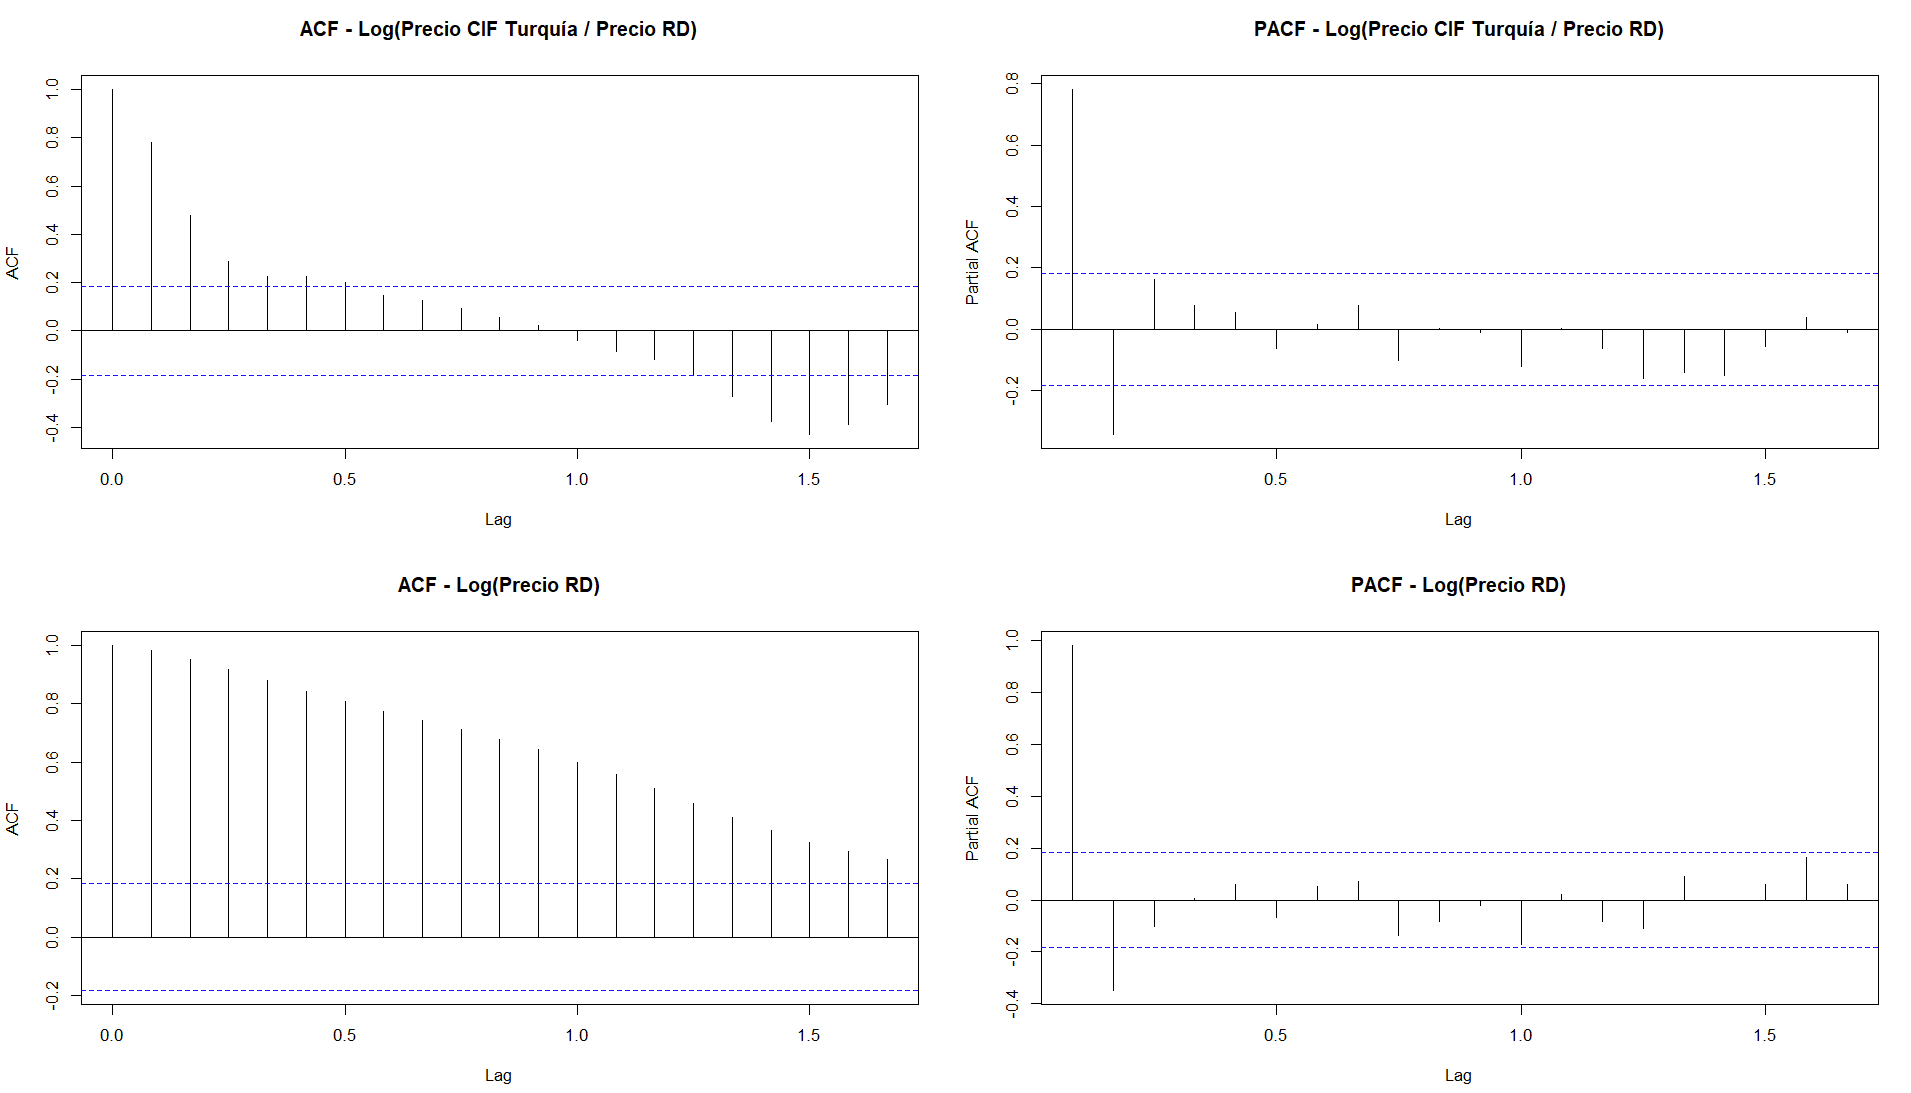 ACF - Log(Precio CIF Turquía / Precio RD)
ACF
1.0
0.8
0.6
0.4
0.2
0.0
-0.2
-0.4
0.0 0.5 1.0 1.5
Lag
PACF - Log(Precio CIF Turquía / Precio RD)
Partial ACF
0.8
0.6
0.4
0.2
0.0
-0.2
0.5 1.0 1.5
Lag
ACF - Log(Precio RD)
ACF
1.0
0.8
0.6
0.4
0.2
0.0
-0.2
0.0 0.5 1.0 1.5
Lag
PACF - Log(Precio RD)
Partial ACF
1.0
0.8
0.6
0.4
0.2
0.0
-0.2
-0.4
0.5 1.0 1.5
Lag